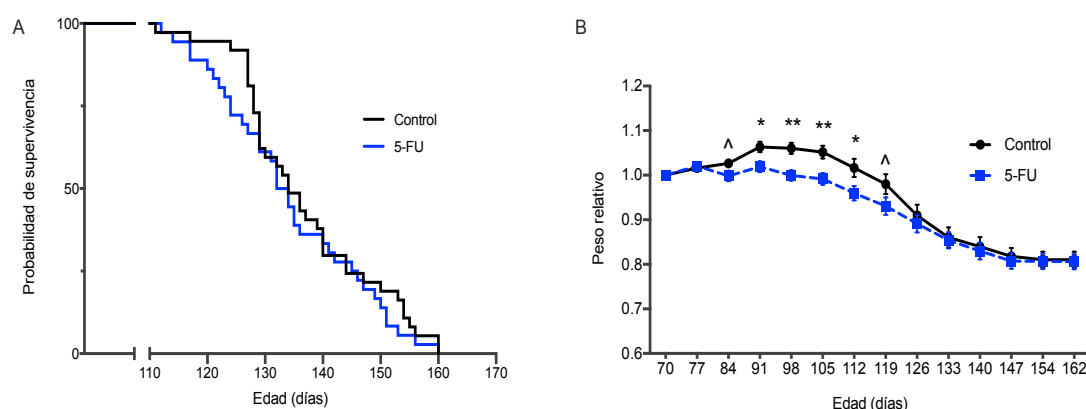 A
Probabilidad de supervivencia
100
50
0
110 120 130 140 150 160 170
Edad (días)
Control
5-FU
B
Peso relativo
1.2
1.1
1.0
0.9
0.8
0.6
^ * ** ** * ^
Control
5-FU
70 77 84 91 98 105 112 119 126 133 140 147 154 162
Edad (días)